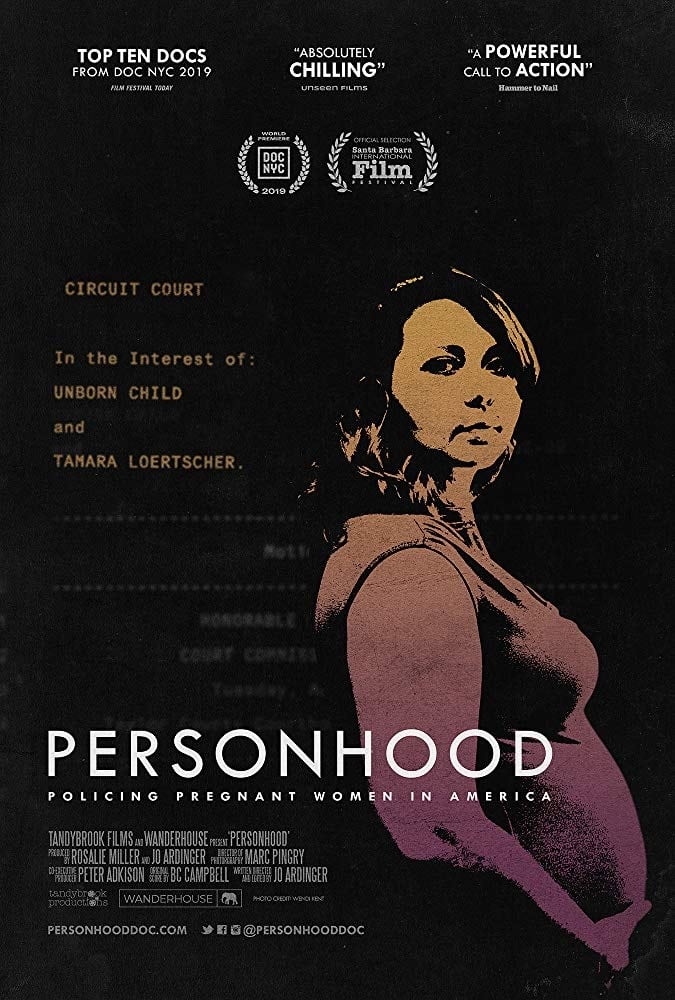 TOP TEN DOCS
FROM DOC NYC 2019
FILM FESTIVAL TODAY
"ABSOLUTELY
CHILLING"
UNSEEN FILMS
"A POWERFUL
CALL TO ACTION"
Hammer to Nail
WORLD
PREMIERE
DOC
NYC
2019
OFFICIAL SELECTION
Santa Barbara
INTERNATIONAL
Film
FESTIVAL
CIRCUIT COURT
In the Interest of:
UNBORN CHILD
and
TAMARA LOERTSCHER.
HONORABLE
COURT
Tuesday,
PERSONHOOD
POLICING PREGNANT WOMEN IN AMERICA
TANDYBROOK FILMS AND WANDERHOUSE PRESENT 'PERSONHOOD'
PRODUCED BY ROSALIE MILLER AND JO ARDINGER DIRECTOR OF PHOTOGRAPHY MARC PINGRY
CO-EXECUTIVE PRODUCER PETER ADKISON ORIGINAL SCORE BY BC CAMPBELL WRITTEN DIRECTED AND EDITED BY JO ARDINGER
tandybrook
productions
WANDERHOUSE
PHOTO CREDIT: WENDI KENT
PERSONHOODDOC.COM
@PERSONHOODDOC